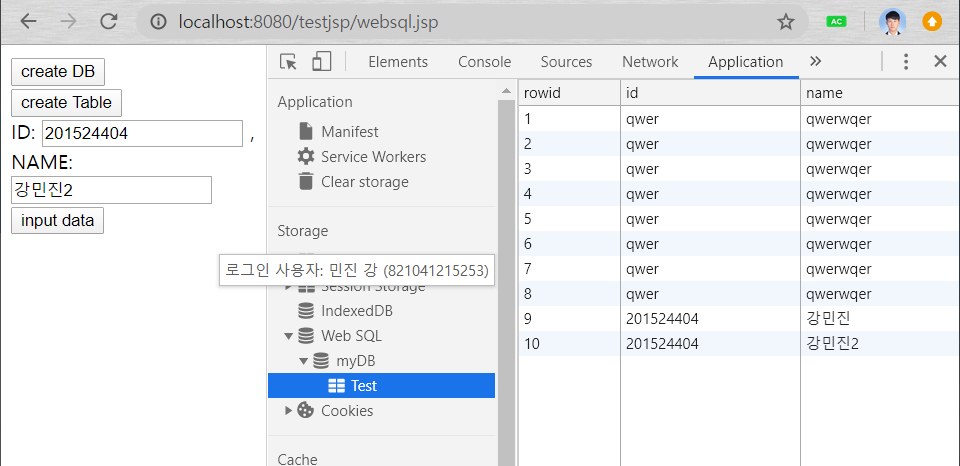 localhost:8080/testjsp/websql.jsp
AC
create DB
create Table
ID: 201524404 ,
NAME:
강민진2
input data
Elements Console Sources Network Application »
Application
Manifest
Service Workers
Clear storage
Storage
로그인 사용자: 민진 강 (821041215253)
Session Storage
IndexedDB
Web SQL
myDB
Test
Cookies
Cache
rowid id name
1 qwer qwerwqer
2 qwer qwerwqer
3 qwer qwerwqer
4 qwer qwerwqer
5 qwer qwerwqer
6 qwer qwerwqer
7 qwer qwerwqer
8 qwer qwerwqer
9 201524404 강민진
10 201524404 강민진2